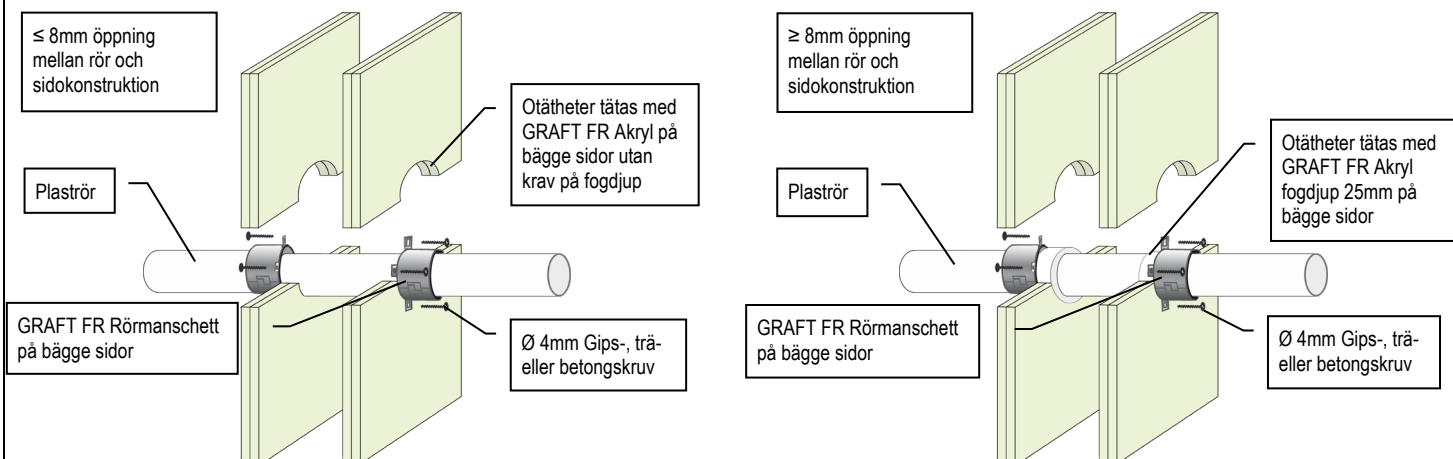 ≤ 8mm öppning
mellan rör och
sidokonstruktion
Otätheter tätas med
GRAFT FR Akryl på
bägge sidor utan
krav på fogdjup
Plaströr
GRAFT FR Rörmanschett
på bägge sidor
Ø 4mm Gips-, trä-
eller betongskruv
≥ 8mm öppning
mellan rör och
sidokonstruktion
Otätheter tätas med
GRAFT FR Akryl
fogdjup 25mm på
bägge sidor
Plaströr
GRAFT FR Rörmanschett
på bägge sidor
Ø 4mm Gips-, trä-
eller betongskruv